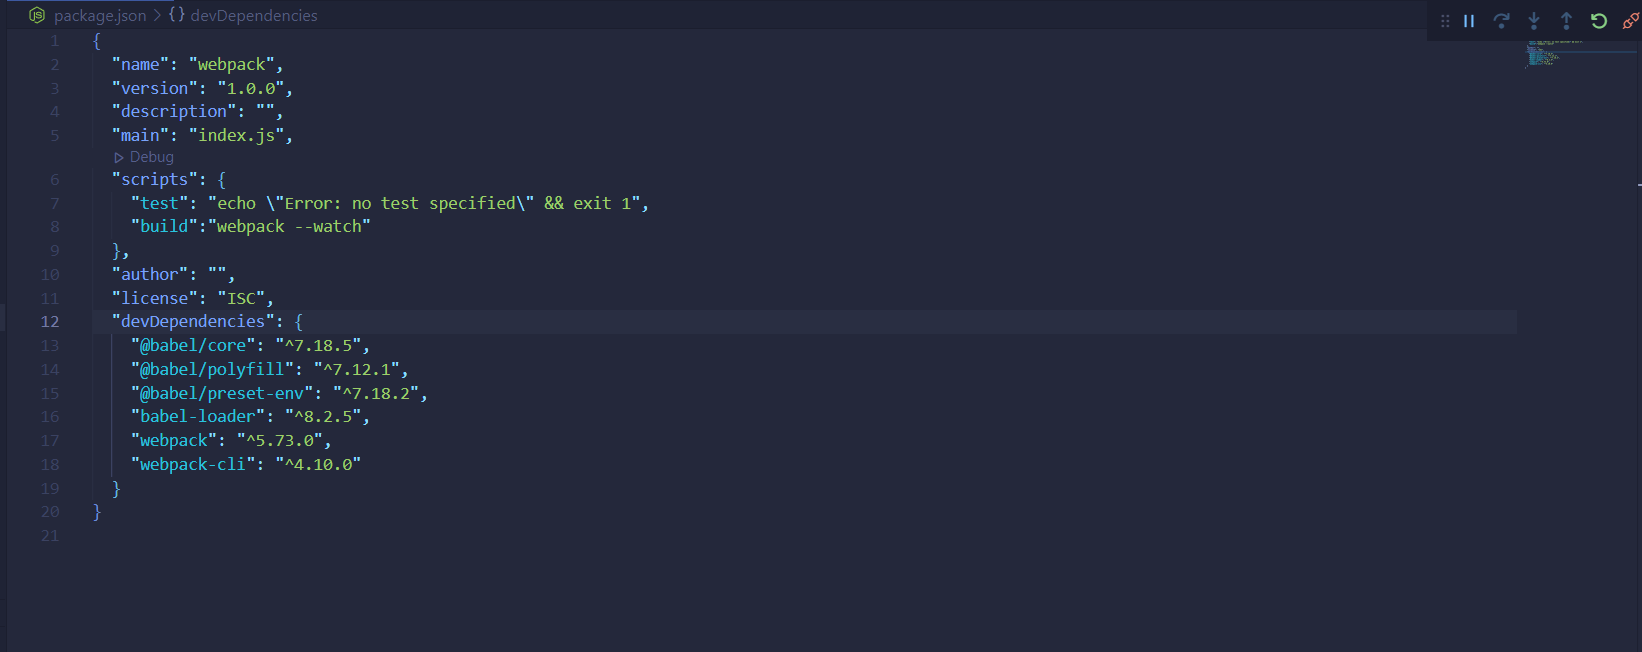 package.json > {} devDependencies
1 {
2 "name": "webpack",
3 "version": "1.0.0",
4 "description": "",
5 "main": "index.js",
Debug
6 "scripts": {
7 "test": "echo \"Error: no test specified\" && exit 1",
8 "build":"webpack --watch"
9 },
10 "author": "",
11 "license": "ISC",
12 "devDependencies": {
13 "@babel/core": "^7.18.5",
14 "@babel/polyfill": "^7.12.1",
15 "@babel/preset-env": "^7.18.2",
16 "babel-loader": "^8.2.5",
17 "webpack": "^5.73.0",
18 "webpack-cli": "^4.10.0"
19 }
20 }
21